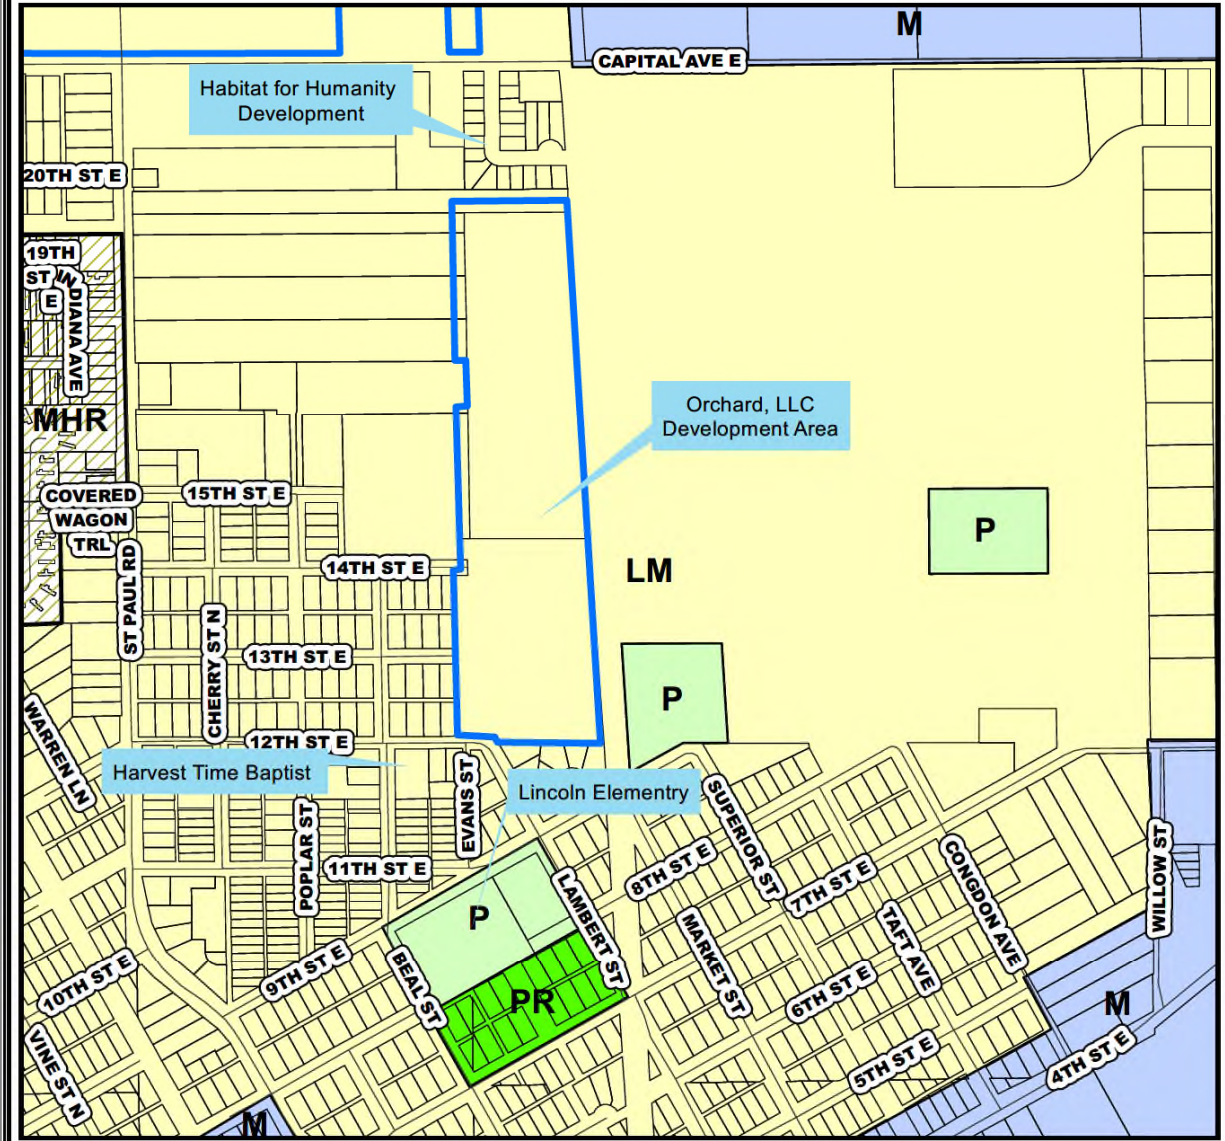 M
CAPITAL AVE E
Habitat for Humanity
Development
20TH ST E
19TH
ST
E
INDIANA AVE
MHR
Orchard, LLC
Development Area
COVERED
WAGON
TRL
15TH ST E
P
14TH ST E
LM
ST PAUL RD
CHERRY ST N
13TH ST E
P
WARREN LN
12TH ST E
Harvest Time Baptist
EVANS ST
Lincoln Elementry
SUPERIOR ST
POPLAR ST
11TH ST E
8TH ST E
7TH ST E
CONGDON AVE
WILLOW ST
P
LAMBERT ST
MARKET ST
TAFT AVE
10TH ST E
9TH ST E
BEAL ST
PR
6TH ST E
M
VINE ST N
5TH ST E
4TH ST E
M